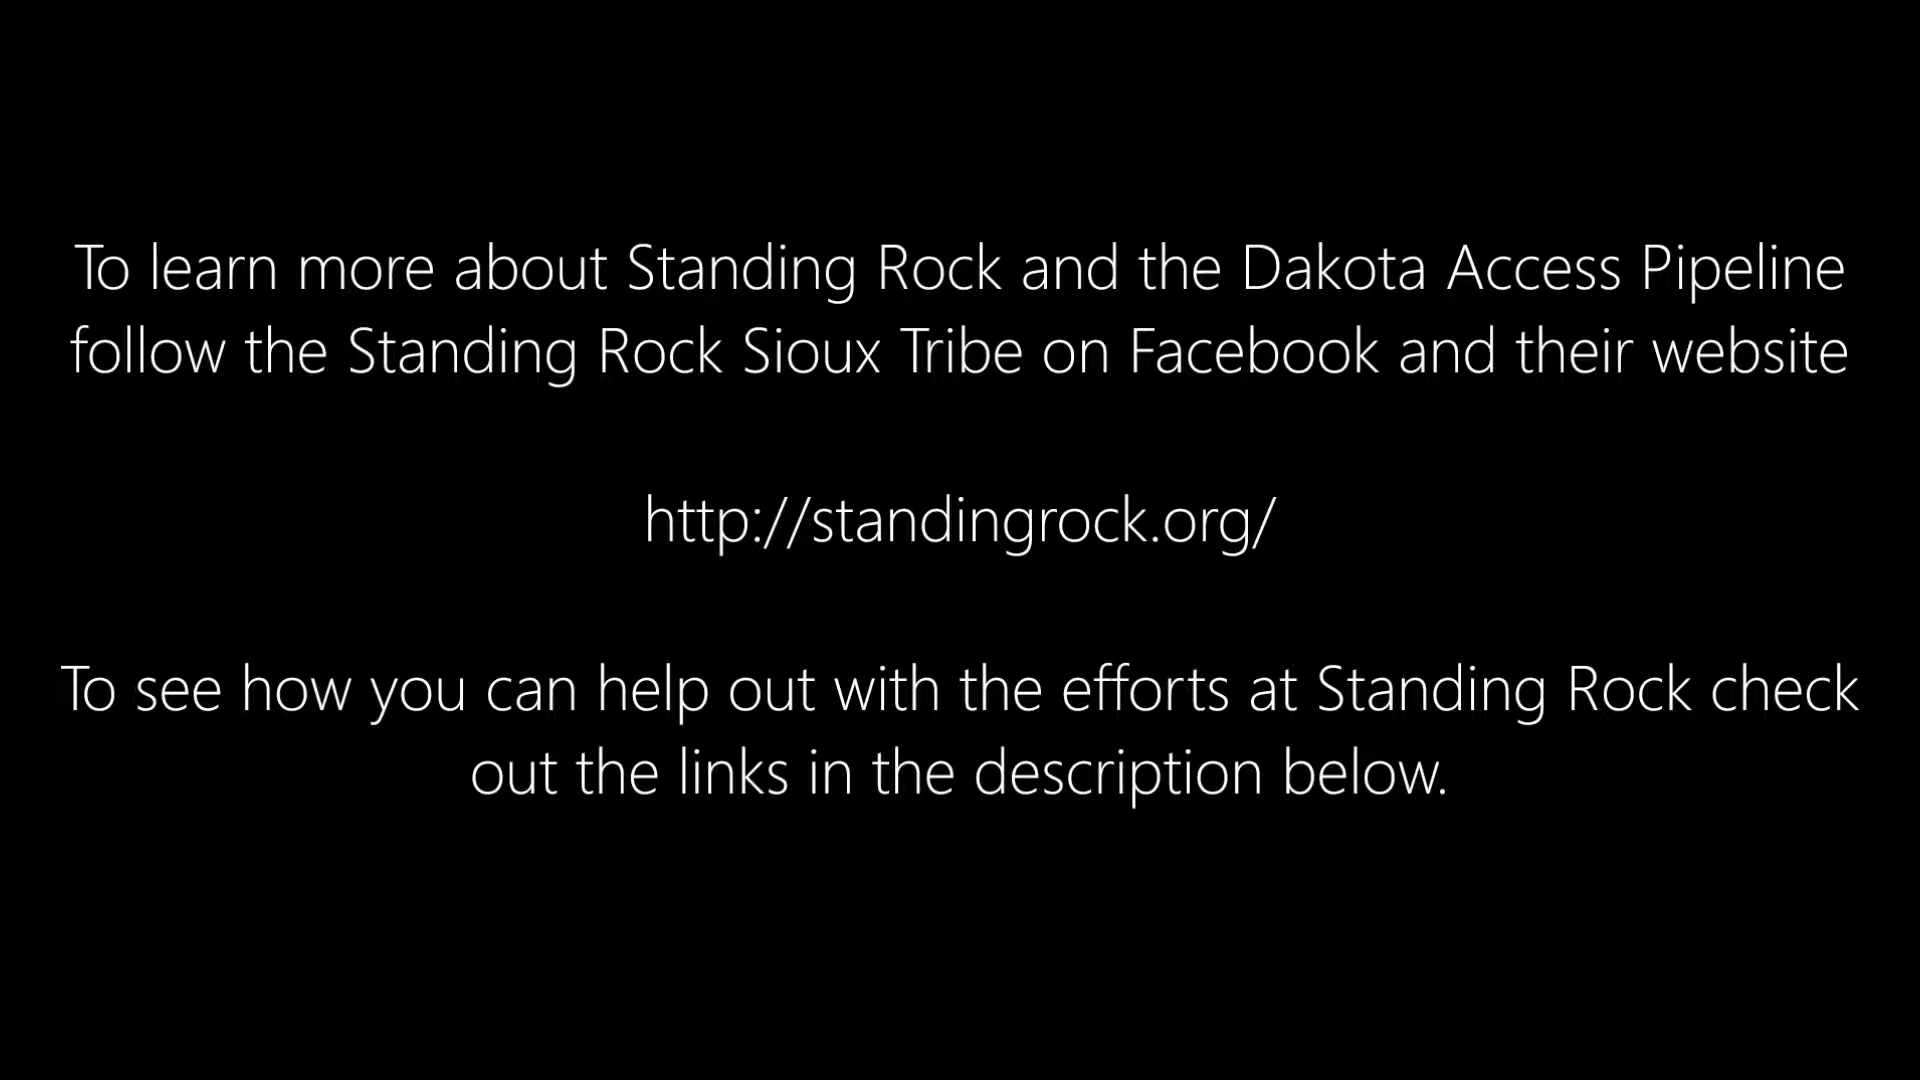 To learn more about Standing Rock and the Dakota Access Pipeline
follow the Standing Rock Sioux Tribe on Facebook and their website
http://standingrock.org/
To see how you can help out with the efforts at Standing Rock check
out the links in the description below.